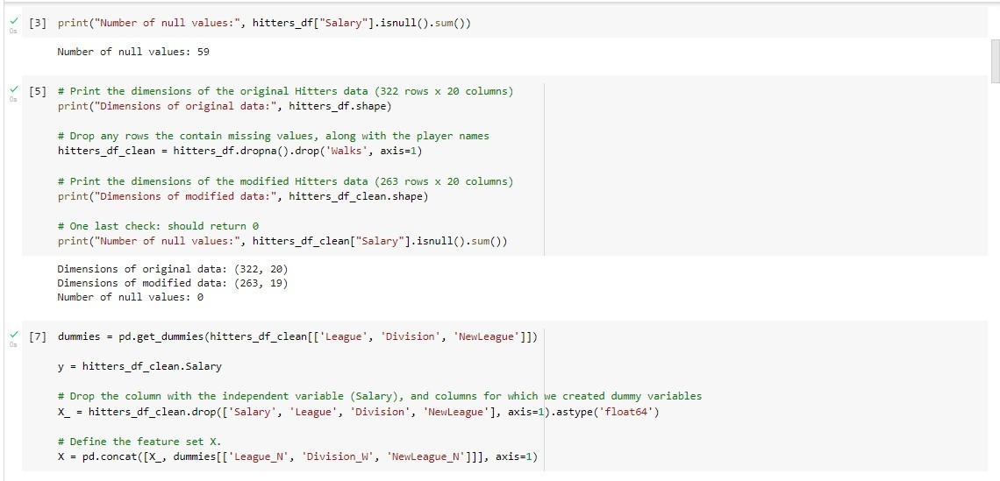 [3] print("Number of null values:", hitters_df["Salary"].isnull().sum())
0s
Number of null values: 59
[5] # Print the dimensions of the original Hitters data (322 rows x 20 columns)
0s
print("Dimensions of original data:", hitters_df.shape)
# Drop any rows the contain missing values, along with the player names
hitters_df_clean = hitters_df.dropna().drop('Walks', axis=1)
# Print the dimensions of the modified Hitters data (263 rows x 20 columns)
print("Dimensions of modified data:", hitters_df_clean.shape)
# One last check: should return 0
print("Number of null values:", hitters_df_clean["Salary"].isnull().sum())
Dimensions of original data: (322, 20)
Dimensions of modified data: (263, 19)
Number of null values: 0
[7] dummies = pd.get_dummies(hitters_df_clean[['League', 'Division', 'NewLeague']])
0s
y = hitters_df_clean.Salary
# Drop the column with the independent variable (Salary), and columns for which we created dummy variables
X_ = hitters_df_clean.drop(['Salary', 'League', 'Division', 'NewLeague'], axis=1).astype('float64')
# Define the feature set X.
X = pd.concat([X_, dummies[['League_N', 'Division_W', 'NewLeague_N']]], axis=1)